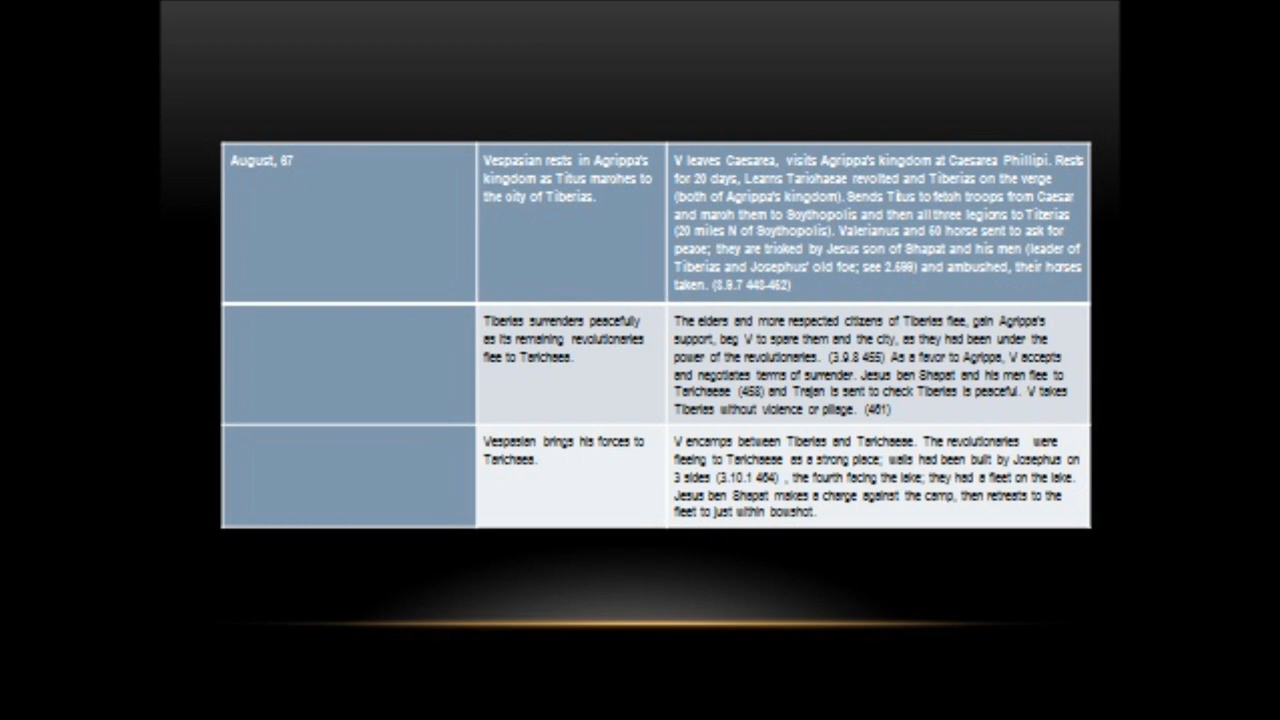 August, 67
Vespasian rests in Agrippa's
kingdom as Titus marches to
the city of Tiberias.
V leaves Caesarea, visits Agrippa's kingdom at Caesarea Phillipi. Rests
for 20 days, Learns Tarichaeae revolted and Tiberias on the verge
(both of Agrippa's kingdom). Sends Titus to fetch troops from Caesar
and march them to Scythopolis and then all three legions to Tiberias
(20 miles N of Scythopolis). Valerianus and 50 horse sent to ask for
peace; they are tricked by Jesus son of Shapat and his men (leader of
Tiberias and Josephus' old foe; see 2.599) and ambushed, their horses
taken. (3.9.7 443-452)
Tiberias surrenders peacefully
as its remaining revolutionaries
flee to Tarichaea.
The elders and more respected citizens of Tiberias flee, gain Agrippa's
support, beg V to spare them and the city, as they had been under the
power of the revolutionaries. (3.9.8 455) As a favor to Agrippa, V accepts
and negotiates terms of surrender. Jesus ben Shapat and his men flee to
Tarichaeae (458) and Trajan is sent to check Tiberias is peaceful. V takes
Tiberias without violence or pillage. (461)
Vespasian brings his forces to
Tarichaea.
V encamps between Tiberias and Tarichaeae. The revolutionaries were
fleeing to Tarichaeae as a strong place; walls had been built by Josephus on
3 sides (3.10.1 464) , the fourth facing the lake; they had a fleet on the lake.
Jesus ben Shapat makes a charge against the camp, then retreats to the
fleet to just within bowshot.